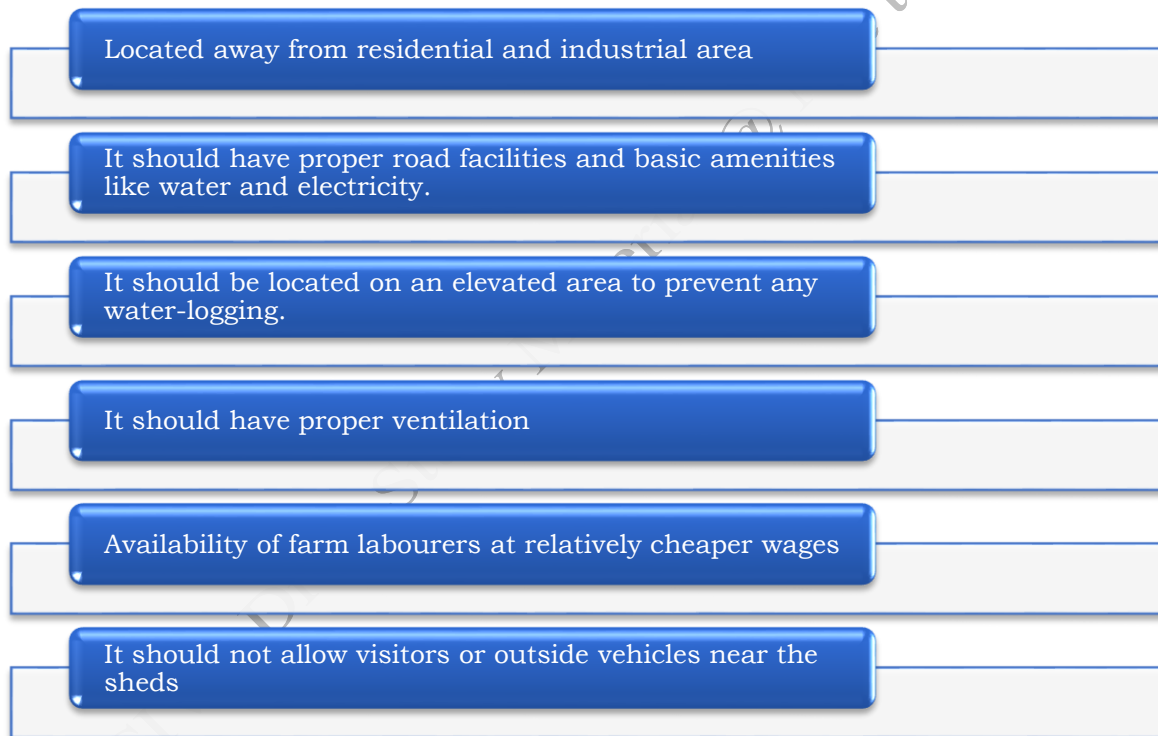 Located away from residential and industrial area
It should have proper road facilities and basic amenities
like water and electricity.
It should be located on an elevated area to prevent any
water-logging.
It should have proper ventilation
Availability of farm labourers at relatively cheaper wages
It should not allow visitors or outside vehicles near the
sheds